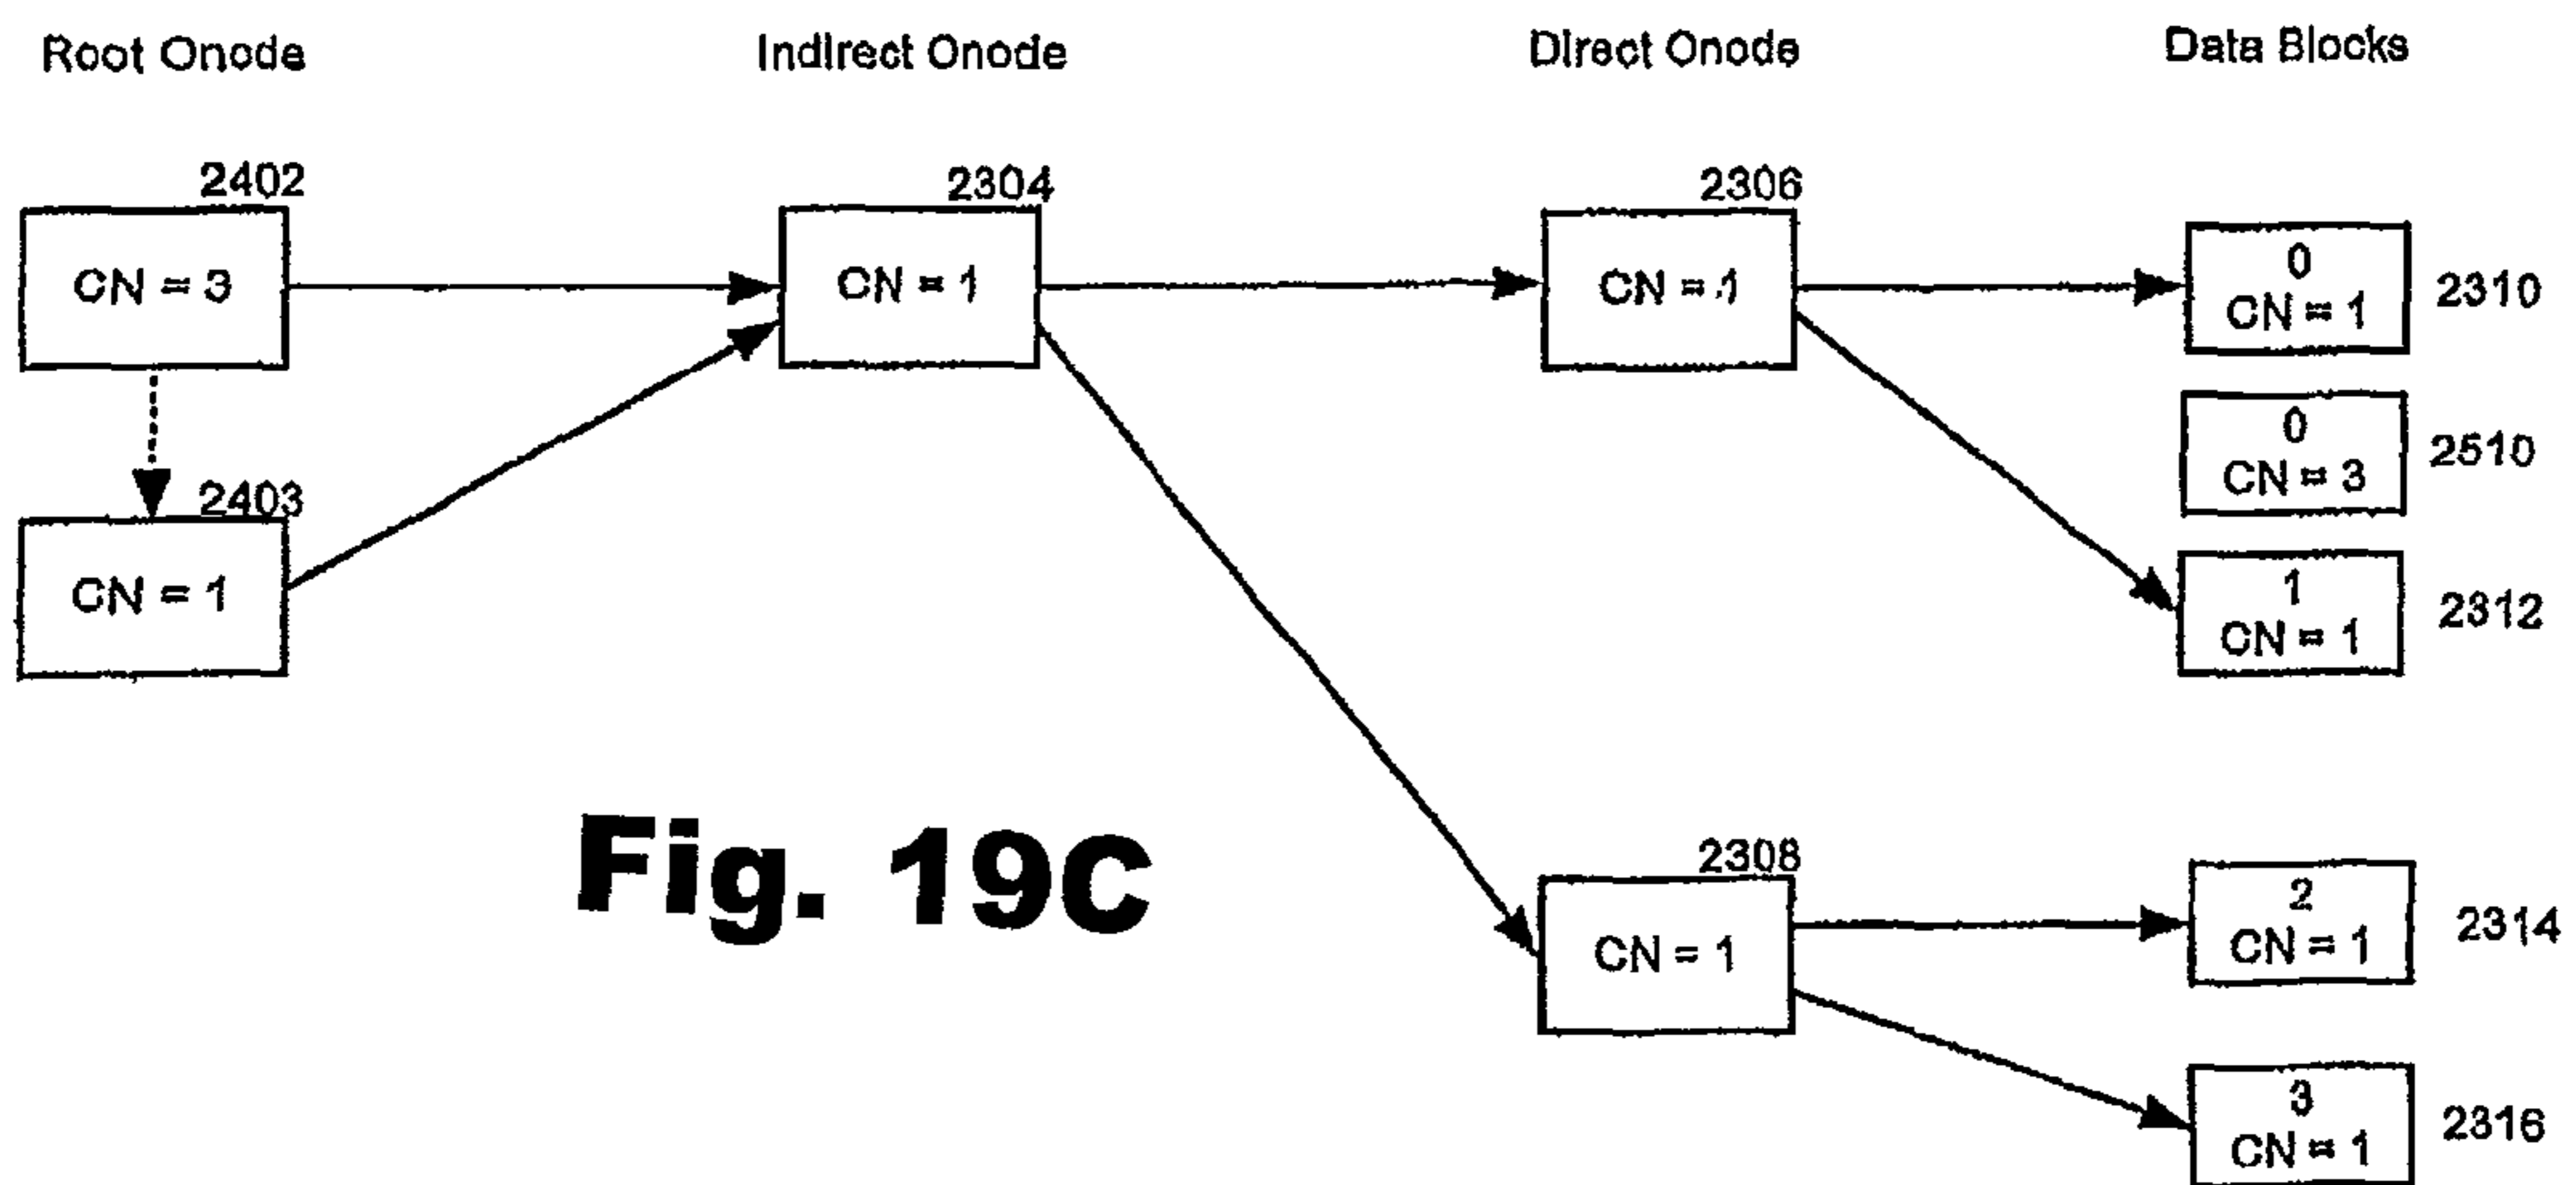 Root Onode
Indirect Onode
Direct Onode
Data Blocks
2402
CN = 3
2304
CN = 1
2306
CN = 1
0
CN = 1
2310
0
CN = 3
2510
2403
CN = 1
1
CN = 1
2312
Fig. 19C
2308
CN = 1
2
CN = 1
2314
3
CN = 1
2316